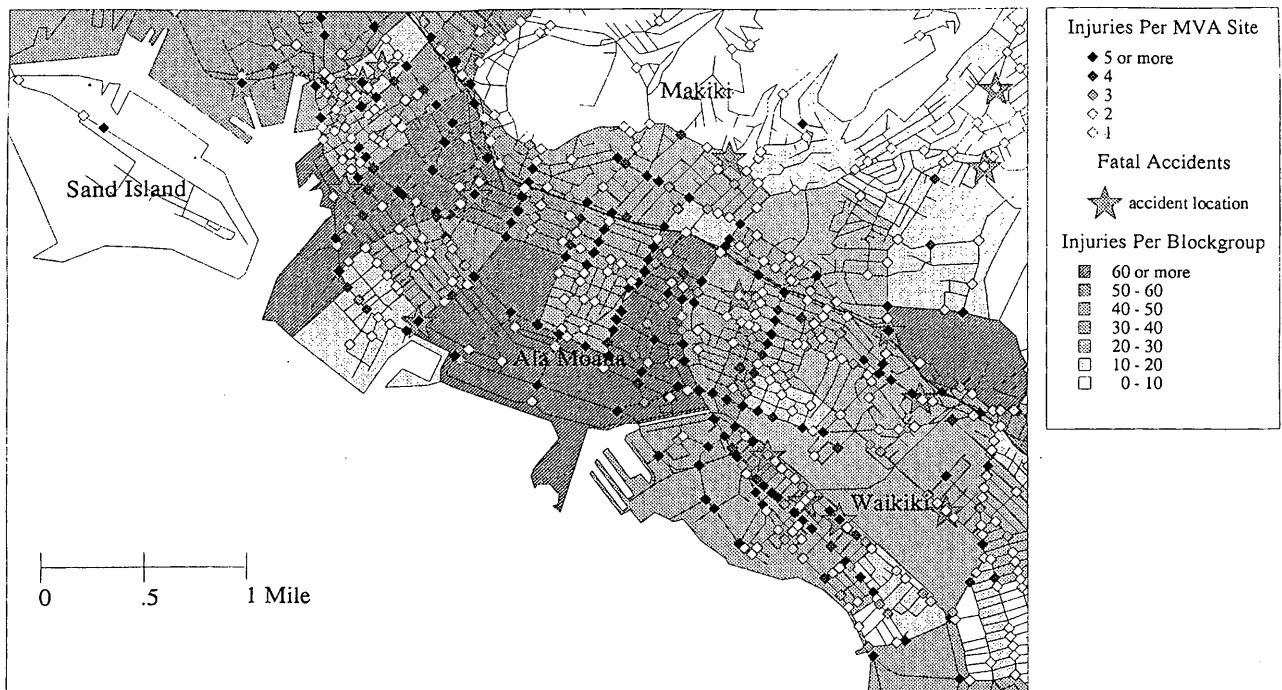 Makiki
Sand Island
Ala Moana
Waikiki
0 .5 1 Mile
Injuries Per MVA Site
5 or more
4
3
2
1
Fatal Accidents
accident location
Injuries Per Blockgroup
60 or more
50 - 60
40 - 50
30 - 40
20 - 30
10 - 20
0 - 10